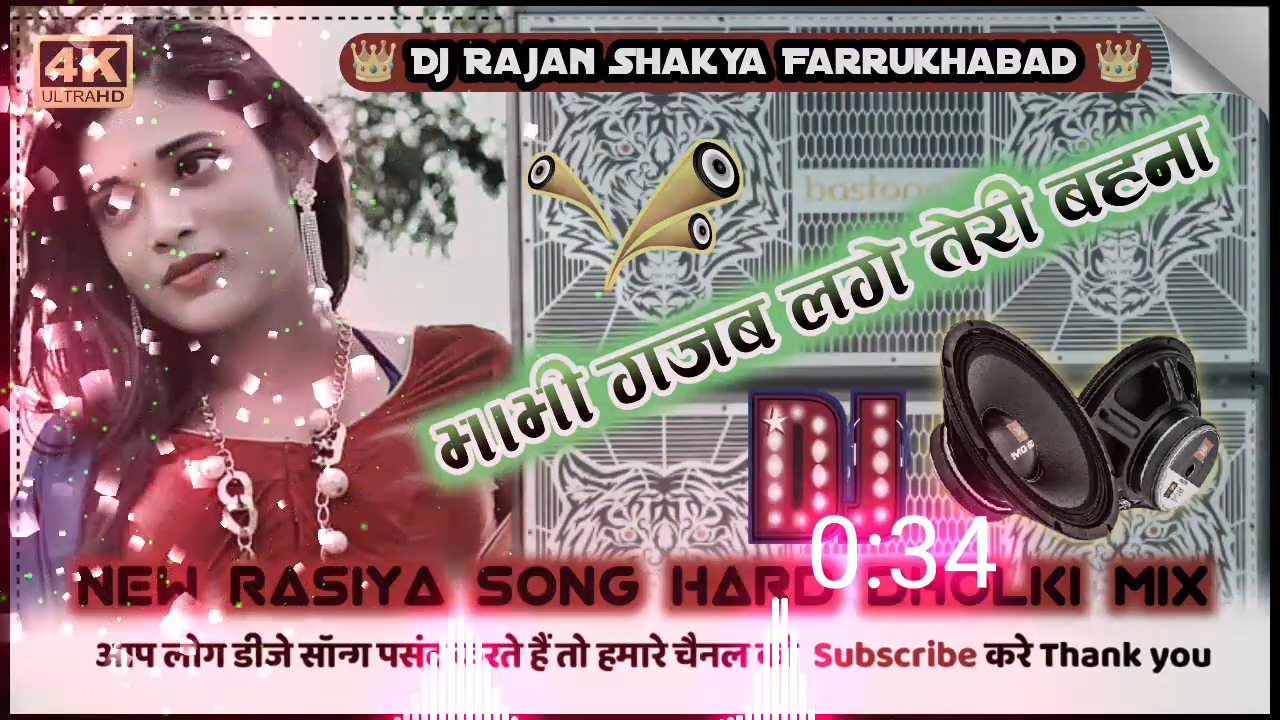 4K
ULTRAHD
👑 DJ RAJAN SHAKYA FARRUKHABAD 👑
bastone
भाभी गजब लगे तेरी बहना
DJ
0:34
NEW RASIYA SONG HARD DHOLKI MIX
आप लोग डीजे सॉन्ग पसंद करते हैं तो हमारे चैनल को Subscribe करे Thank you